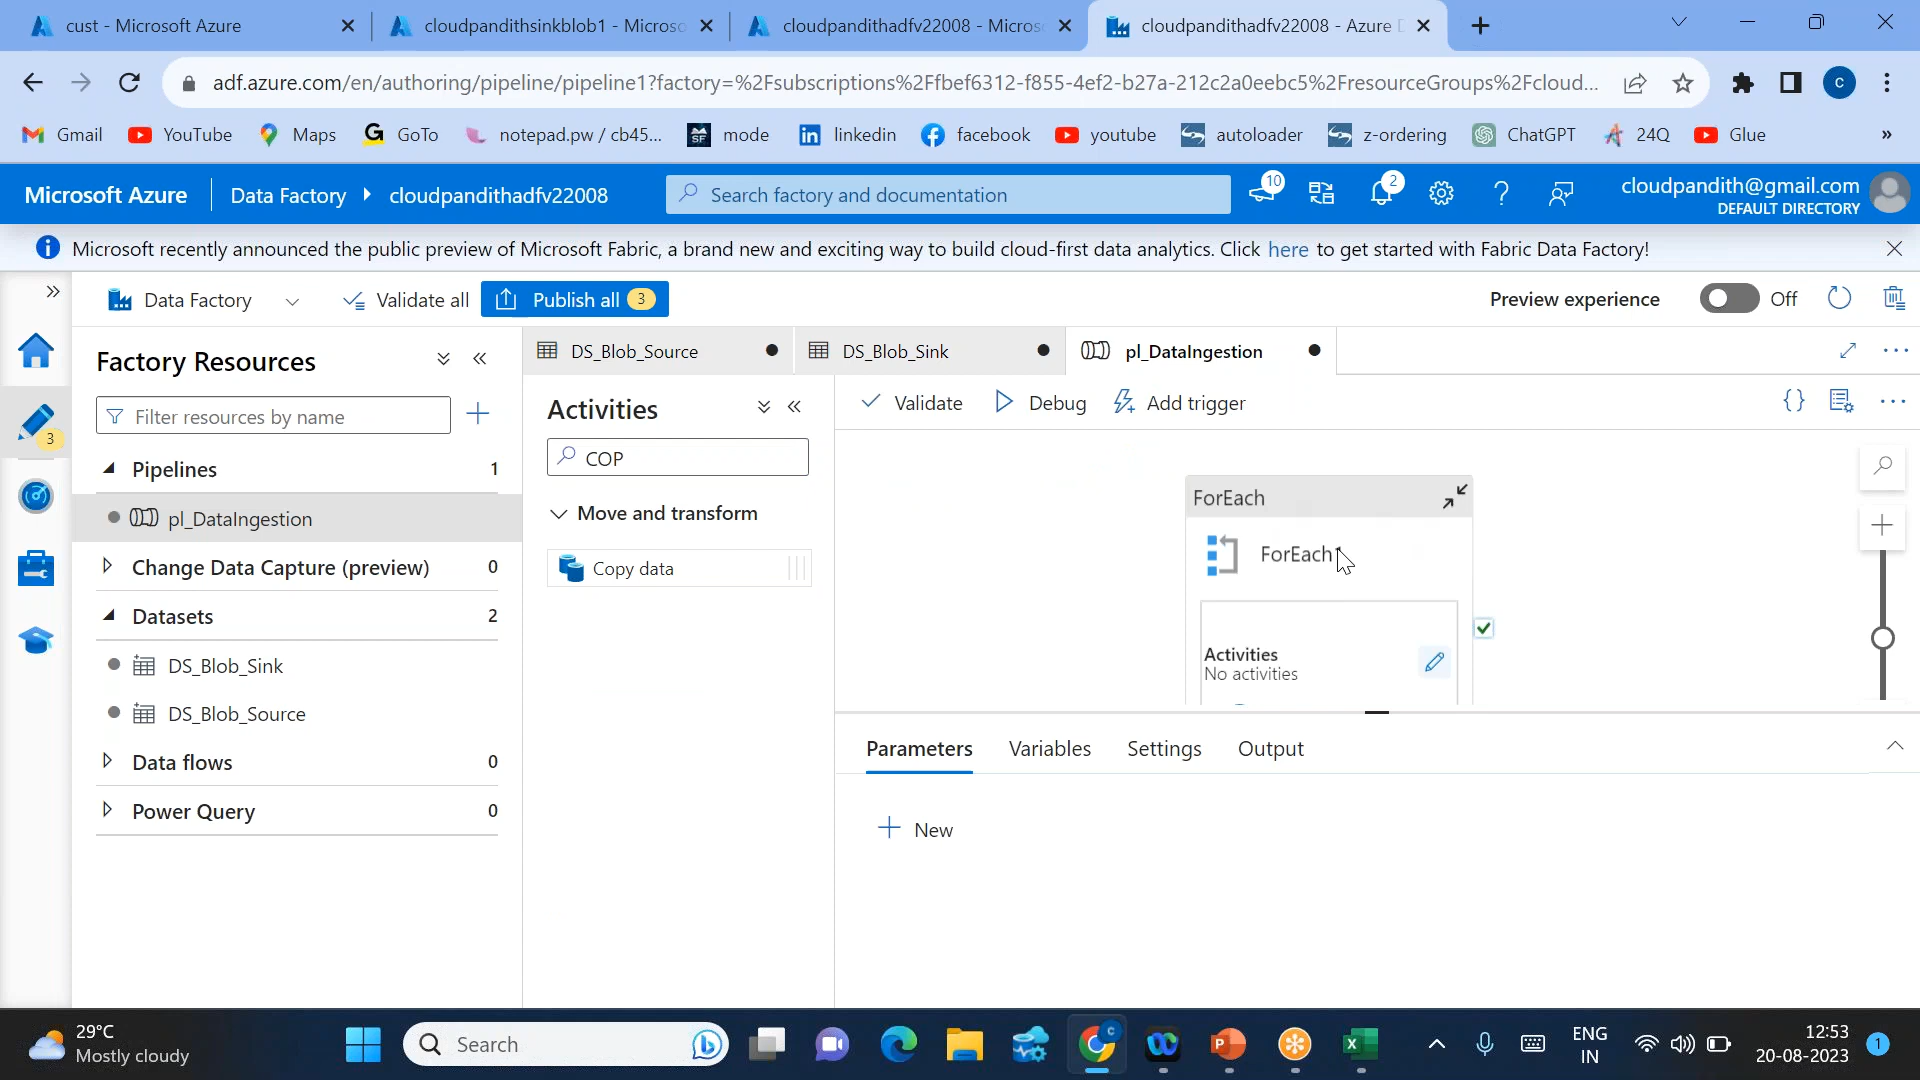 cust - Microsoft Azure
cloudpandithsinkblob1 - Microso
cloudpandithadfv22008 - Micros
cloudpandithadfv22008 - Azure D
adf.azure.com/en/authoring/pipeline/pipeline1?factory=%2Fsubscriptions%2Ffbef6312-f855-4ef2-b27a-212c2a0eebc5%2FresourceGroups%2Fcloud...
c
Gmail
YouTube
Maps
GoTo
notepad.pw / cb45...
mode
linkedin
facebook
youtube
autoloader
z-ordering
ChatGPT
24Q
Glue
»
Microsoft Azure
Data Factory
cloudpandithadfv22008
Search factory and documentation
10
2
cloudpandith@gmail.com
DEFAULT DIRECTORY
Microsoft recently announced the public preview of Microsoft Fabric, a brand new and exciting way to build cloud-first data analytics. Click here to get started with Fabric Data Factory!
Data Factory
Validate all
Publish all 3
Preview experience
Off
Factory Resources
Filter resources by name
3
Pipelines 1
pl_DataIngestion
Change Data Capture (preview) 0
Datasets 2
DS_Blob_Sink
DS_Blob_Source
Data flows 0
Power Query 0
DS_Blob_Source
DS_Blob_Sink
pl_DataIngestion
Activities
COP
Move and transform
Copy data
Validate
Debug
Add trigger
ForEach
ForEach1
Activities
No activities
Parameters
Variables
Settings
Output
New
29°C
Mostly cloudy
Search
ENG
IN
12:53
20-08-2023
1